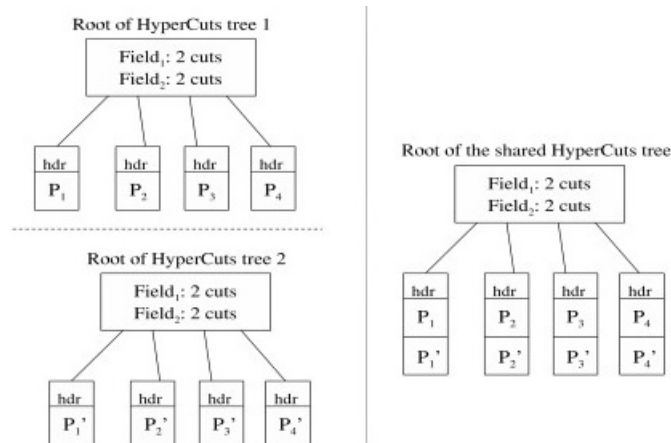 Root of HyperCuts tree 1
Field₁: 2 cuts
Field₂: 2 cuts
hdr hdr hdr hdr
P₁ P₂ P₃ P₄
Root of HyperCuts tree 2
Field₁: 2 cuts
Field₂: 2 cuts
hdr hdr hdr hdr
P₁’ P₂’ P₃’ P₄’
Root of the shared HyperCuts tree
Field₁: 2 cuts
Field₂: 2 cuts
hdr hdr hdr hdr
P₁ P₂ P₃ P₄
P₁’ P₂’ P₃’ P₄’